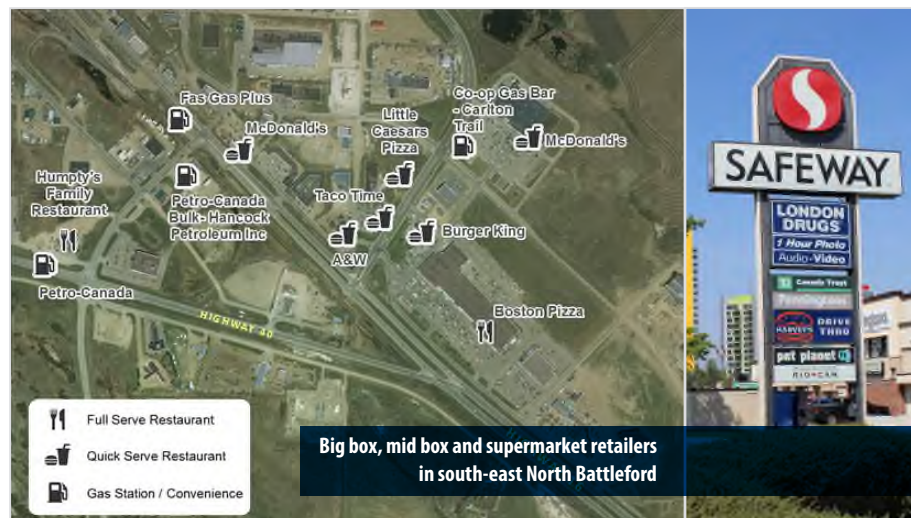 Fas Gas Plus
McDonald's
Little
Caesars
Pizza
Co-op Gas Bar
- Carlton
Trail
McDonald's
Humpty's
Family
Restaurant
Petro-Canada
Bulk- Hancock
Petroleum Inc
Taco Time
A&W
Burger King
Petro-Canada
HIGHWAY 40
Boston Pizza
Full Serve Restaurant
Quick Serve Restaurant
Gas Station / Convenience
Big box, mid box and supermarket retailers
in south-east North Battleford
SAFEWAY
LONDON
DRUGS
1 Hour Photo
Audio-Video
TD Canada Trust
Penningtons
HARVEY'S DRIVE
THRU
pet planet
RIOCAN